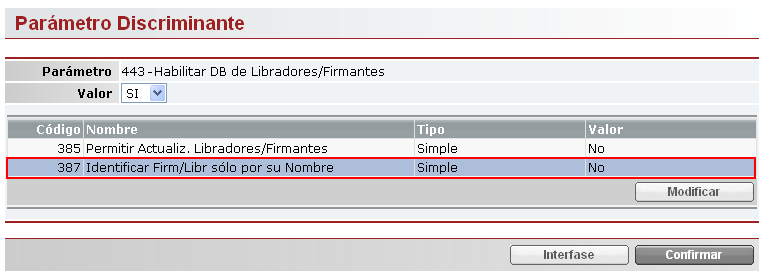 Parámetro Discriminante
Parámetro 443-Habilitar DB de Libradores/Firmantes
Valor SI
Código Nombre Tipo Valor
385 Permitir Actualiz. Libradores/Firmantes Simple No
387 Identificar Firm/Libr sólo por su Nombre Simple No
Modificar
Interfase Confirmar